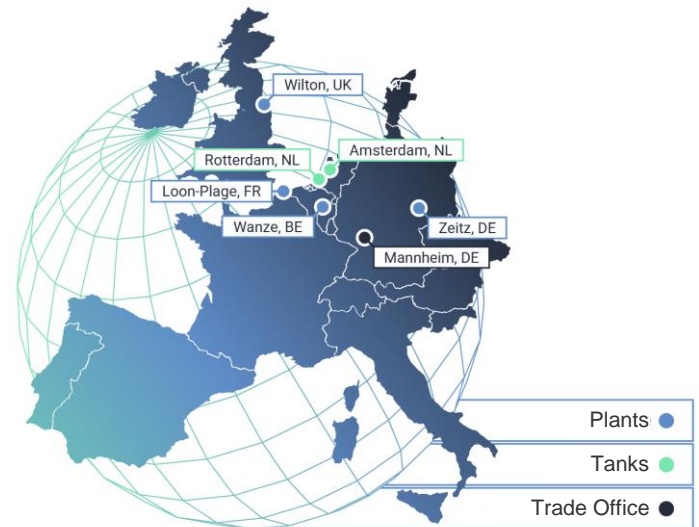 Wilton, UK
Amsterdam, NL
Rotterdam, NL
Loon-Plage, FR
Wanze, BE
Zeitz, DE
Mannheim, DE
Plants
Tanks
Trade Office